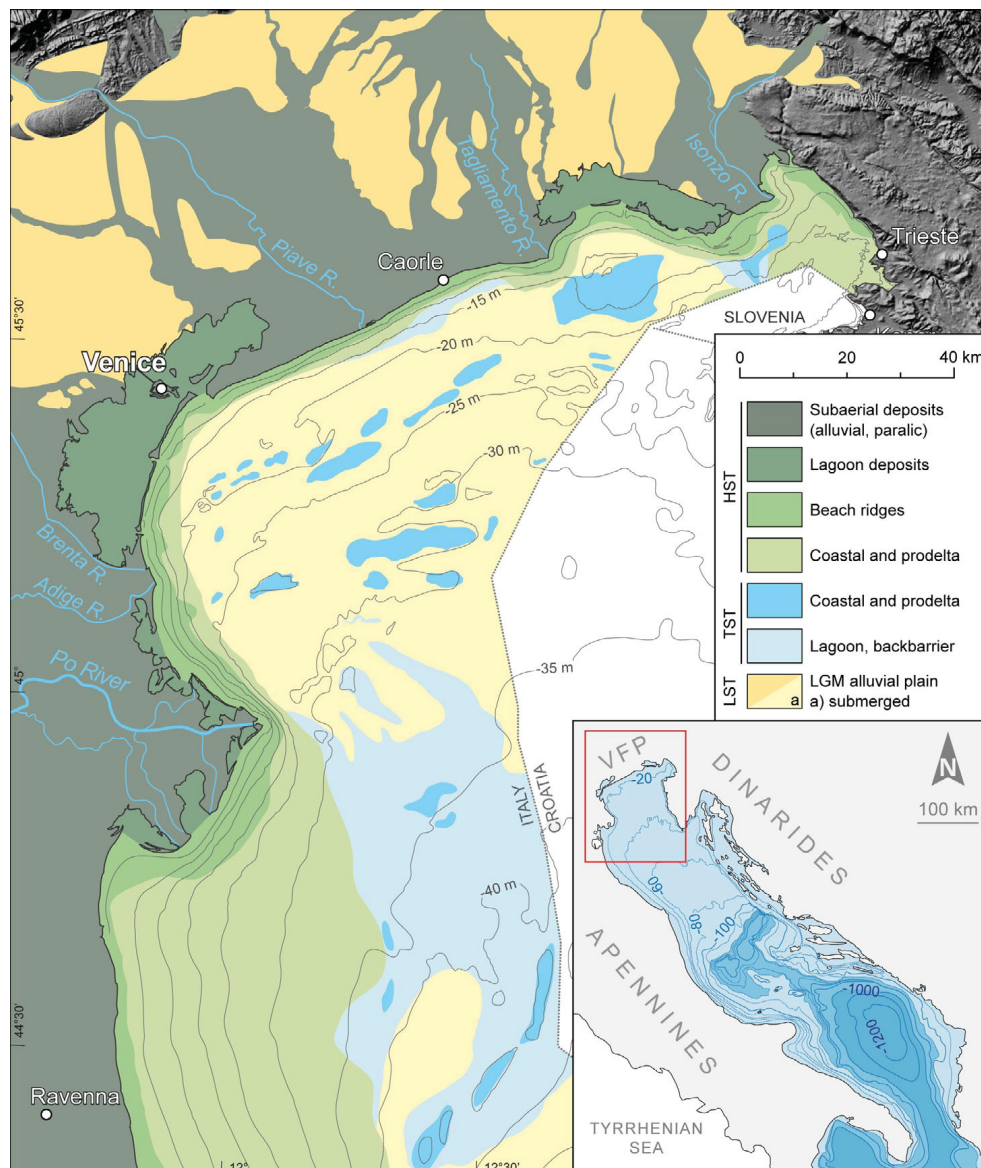 Piave R.
Tagliamento R.
Isonzo R.
Trieste
Caorle
45°30'
-15 m
SLOVENIA
-20 m
Venice
-25 m
-30 m
Brenta R.
Adige R.
45°
Po River
-35 m
ITALY
CROATIA
-40 m
44°30'
Ravenna
12°
12°30'
0 20 40 km
HST
Subaerial deposits
(alluvial, paralic)
Lagoon deposits
Beach ridges
Coastal and prodelta
TST
Coastal and prodelta
Lagoon, backbarrier
LST
a
LGM alluvial plain
a) submerged
VFP
-20
DINARIDES
N
100 km
-60
-80
-100
APENNINES
-1000
-1200
TYRRHENIAN
SEA